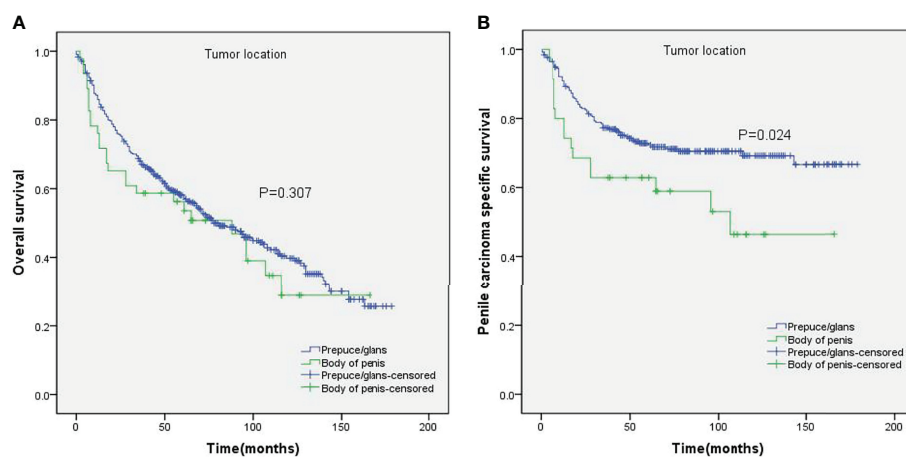 A
Tumor location
Overall survival
1.0
0.8
0.6
0.4
0.2
0.0
P=0.307
Prepuce/glans
Body of penis
Prepuce/glans-censored
Body of penis-censored
0
50
100
150
200
Time(months)
B
Tumor location
Penile carcinoma specific survival
1.0
0.8
0.6
0.4
0.2
0.0
P=0.024
Prepuce/glans
Body of penis
Prepuce/glans-censored
Body of penis-censored
0
50
100
150
200
Time(months)